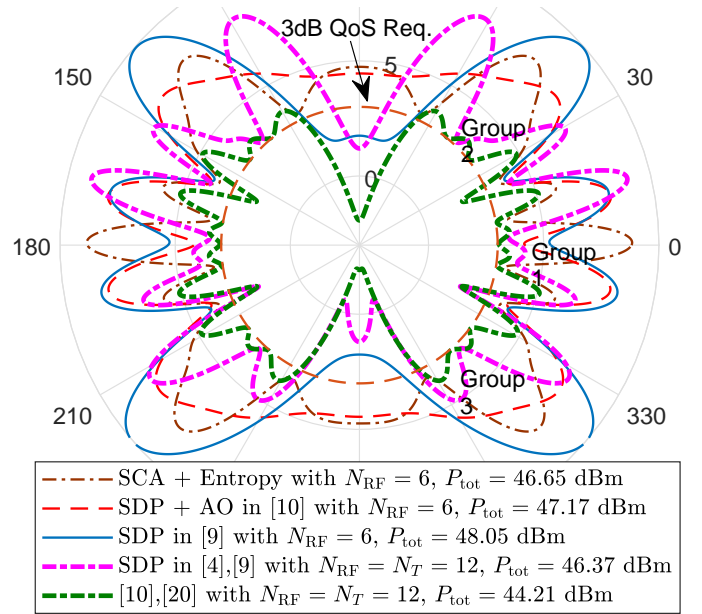 3dB QoS Req.
5
150
30
Group
2
0
180
Group
1
0
Group
3
210
330
SCA + Entropy with N_RF = 6, P_tot = 46.65 dBm
SDP + AO in [10] with N_RF = 6, P_tot = 47.17 dBm
SDP in [9] with N_RF = 6, P_tot = 48.05 dBm
SDP in [4],[9] with N_RF = N_T = 12, P_tot = 46.37 dBm
[10],[20] with N_RF = N_T = 12, P_tot = 44.21 dBm